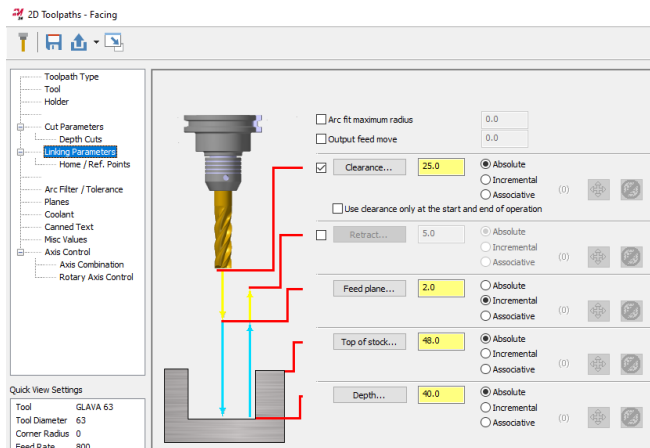 2D Toolpaths - Facing
Toolpath Type
Tool
Holder
Cut Parameters
Depth Cuts
Linking Parameters
Home / Ref. Points
Arc Filter / Tolerance
Planes
Coolant
Canned Text
Misc Values
Axis Control
Axis Combination
Rotary Axis Control
Quick View Settings
Tool GLAVA 63
Tool Diameter 63
Corner Radius 0
Feed Rate 800
Arc fit maximum radius 0.0
Output feed move 0.0
Clearance... 25.0 Absolute
Incremental
Associative (0)
Use clearance only at the start and end of operation
Retract... 5.0 Absolute
Incremental
Associative (0)
Feed plane... 2.0 Absolute
Incremental
Associative (0)
Top of stock... 48.0 Absolute
Incremental
Associative (0)
Depth... 40.0 Absolute
Incremental
Associative (0)